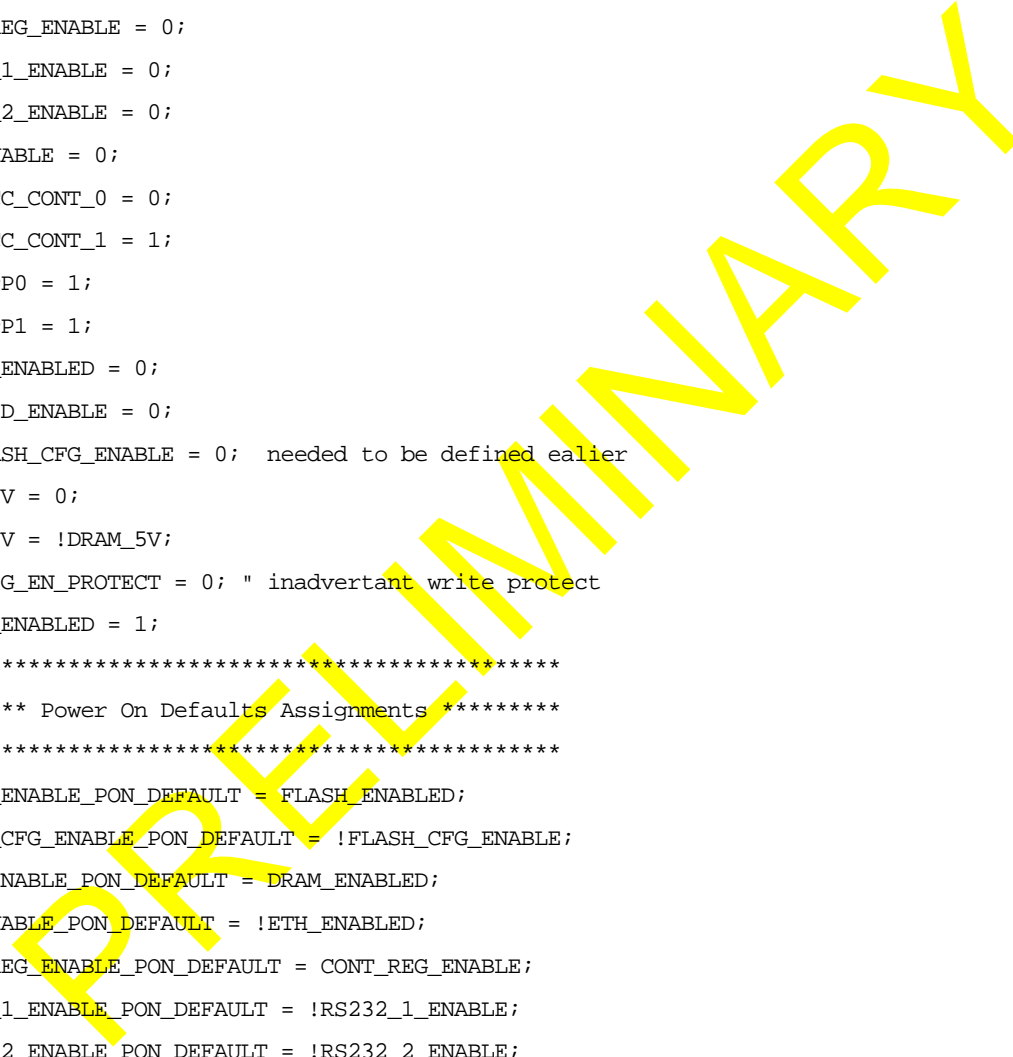 EG_ENABLE = 0;
1_ENABLE = 0;
2_ENABLE = 0;
ABLE = 0;
C_CONT_0 = 0;
C_CONT_1 = 1;
P0 = 1;
P1 = 1;
ENABLED = 0;
D_ENABLE = 0;
SH_CFG_ENABLE = 0; needed to be defined ealier
V = 0;
V = !DRAM_5V;
G_EN_PROTECT = 0; " inadvertant write protect
ENABLED = 1;
******************************************
** Power On Defaults Assignments *********
******************************************
ENABLE_PON_DEFAULT = FLASH_ENABLED;
CFG_ENABLE_PON_DEFAULT = !FLASH_CFG_ENABLE;
NABLE_PON_DEFAULT = DRAM_ENABLED;
ABLE_PON_DEFAULT = !ETH_ENABLED;
EG_ENABLE_PON_DEFAULT = CONT_REG_ENABLE;
1_ENABLE_PON_DEFAULT = !RS232_1_ENABLE;
2_ENABLE_PON_DEFAULT = !RS232_2_ENABLE;
PRELIMINARY